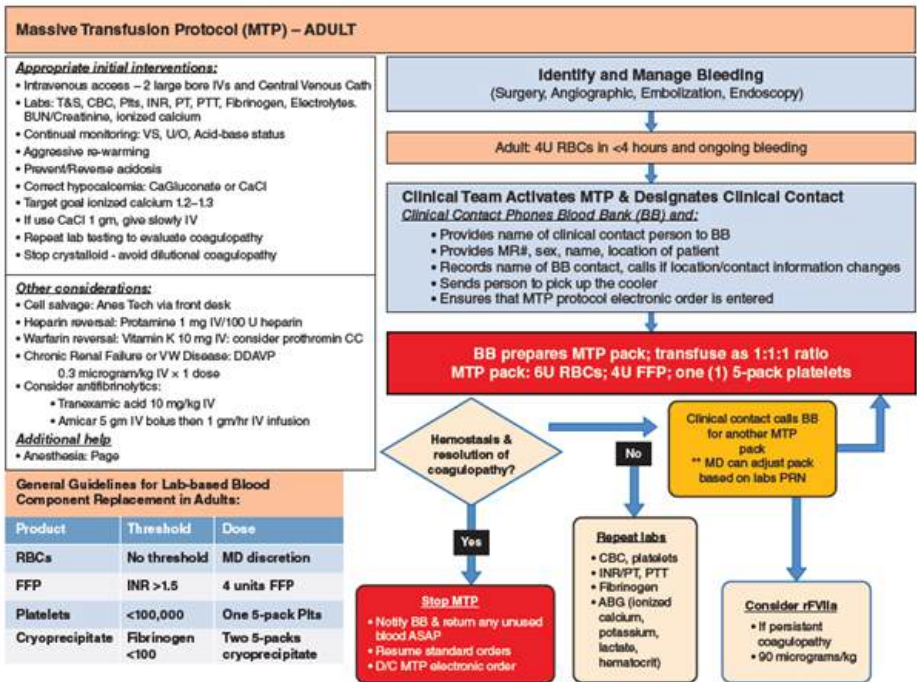 Massive Transfusion Protocol (MTP) – ADULT
Appropriate initial interventions:
• Intravenous access – 2 large bore IVs and Central Venous Cath
• Labs: T&S, CBC, Plts, INR, PT, PTT, Fibrinogen, Electrolytes.
BUN/Creatinine, ionized calcium
• Continual monitoring: VS, U/O, Acid-base status
• Aggressive re-warming
• Prevent/Reverse acidosis
• Correct hypocalcemia: CaGluconate or CaCl
• Target goal ionized calcium 1.2–1.3
• If use CaCl 1 gm, give slowly IV
• Repeat lab testing to evaluate coagulopathy
• Stop crystalloid - avoid dilutional coagulopathy
Other considerations:
• Cell salvage: Anes Tech via front desk
• Heparin reversal: Protamine 1 mg IV/100 U heparin
• Warfarin reversal: Vitamin K 10 mg IV: consider prothromin CC
• Chronic Renal Failure or VW Disease: DDAVP
0.3 microgram/kg IV × 1 dose
• Consider antifibrinolytics:
• Tranexamic acid 10 mg/kg IV
• Amicar 5 gm IV bolus then 1 gm/hr IV infusion
Additional help
• Anesthesia: Page
General Guidelines for Lab-based Blood
Component Replacement in Adults:
Product Threshold Dose
RBCs No threshold MD discretion
FFP INR >1.5 4 units FFP
Platelets <100,000 One 5-pack Plts
Cryoprecipitate Fibrinogen <100 Two 5-packs cryoprecipitate
Identify and Manage Bleeding
(Surgery, Angiographic, Embolization, Endoscopy)
Adult: 4U RBCs in <4 hours and ongoing bleeding
Clinical Team Activates MTP & Designates Clinical Contact
Clinical Contact Phones Blood Bank (BB) and:
• Provides name of clinical contact person to BB
• Provides MR#, sex, name, location of patient
• Records name of BB contact, calls if location/contact information changes
• Sends person to pick up the cooler
• Ensures that MTP protocol electronic order is entered
BB prepares MTP pack; transfuse as 1:1:1 ratio
MTP pack: 6U RBCs; 4U FFP; one (1) 5-pack platelets
Hemostasis &
resolution of
coagulopathy?
No
Clinical contact calls BB
for another MTP
pack
** MD can adjust pack
based on labs PRN
Yes
Stop MTP
• Notify BB & return any unused
blood ASAP
• Resume standard orders
• D/C MTP electronic order
Repeat labs
• CBC, platelets
• INR/PT, PTT
• Fibrinogen
• ABG (ionized
calcium,
potassium,
lactate,
hematocrit)
Consider rFVIIa
• If persistent
coagulopathy
• 90 micrograms/kg